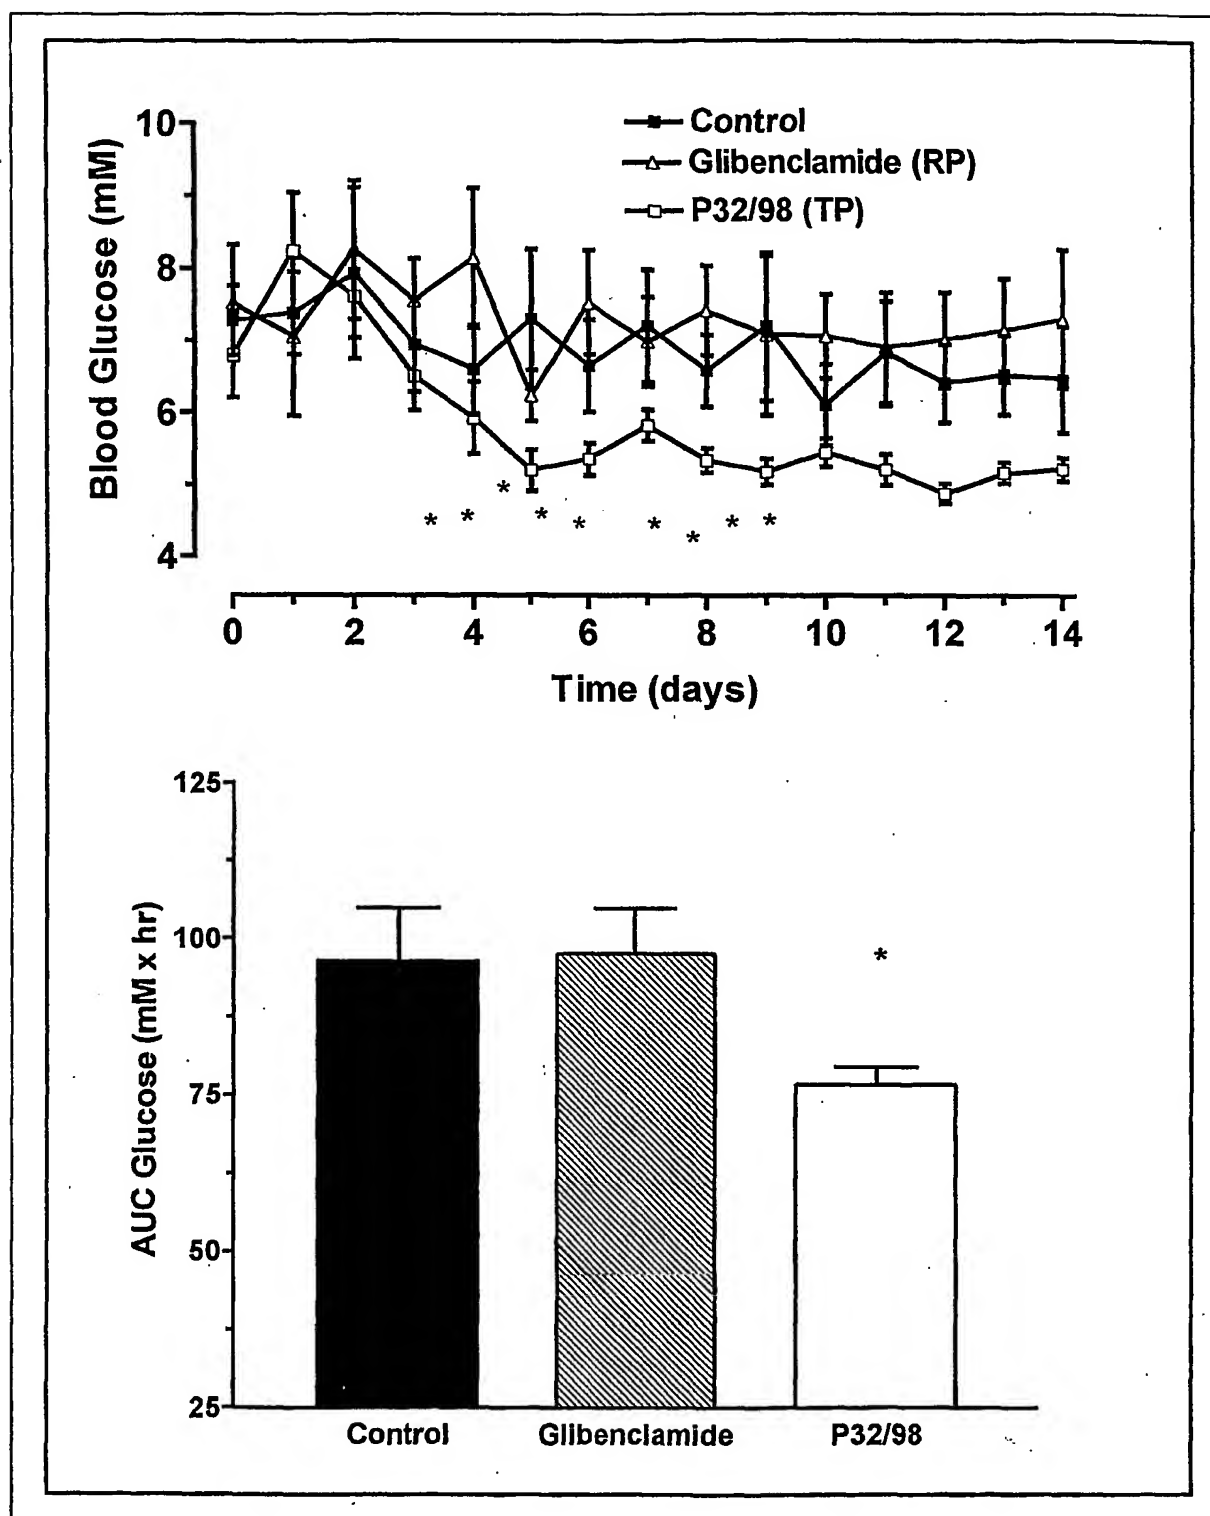 10
8
6
4
Blood Glucose (mM)
Control
Glibenclamide (RP)
P32/98 (TP)
* * * * * * * * *
0 2 4 6 8 10 12 14
Time (days)
125
100
75
50
25
AUC Glucose (mM x hr)
*
Control Glibenclamide P32/98